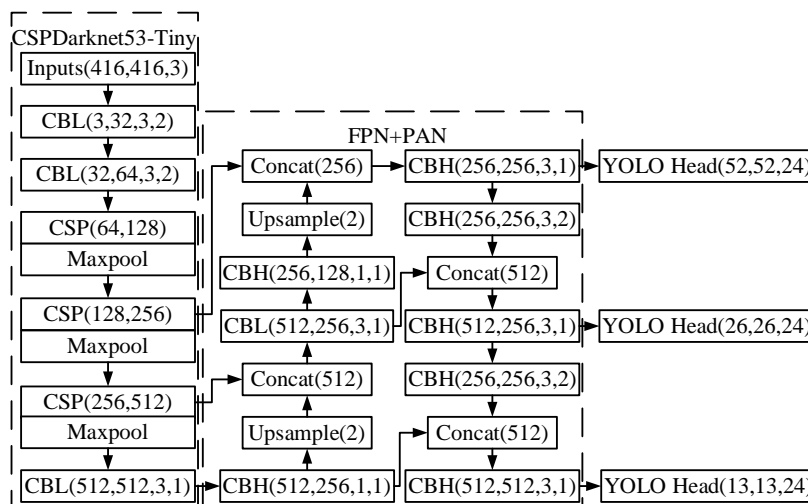 CSPDarknet53-Tiny
Inputs(416,416,3)
CBL(3,32,3,2)
CBL(32,64,3,2)
CSP(64,128)
Maxpool
CSP(128,256)
Maxpool
CSP(256,512)
Maxpool
CBL(512,512,3,1)
FPN+PAN
Concat(256)
Upsample(2)
CBH(256,128,1,1)
CBL(512,256,3,1)
Concat(512)
Upsample(2)
CBH(512,256,1,1)
CBH(256,256,3,1)
CBH(256,256,3,2)
Concat(512)
CBH(512,256,3,1)
CBH(256,256,3,2)
Concat(512)
CBH(512,512,3,1)
YOLO Head(52,52,24)
YOLO Head(26,26,24)
YOLO Head(13,13,24)